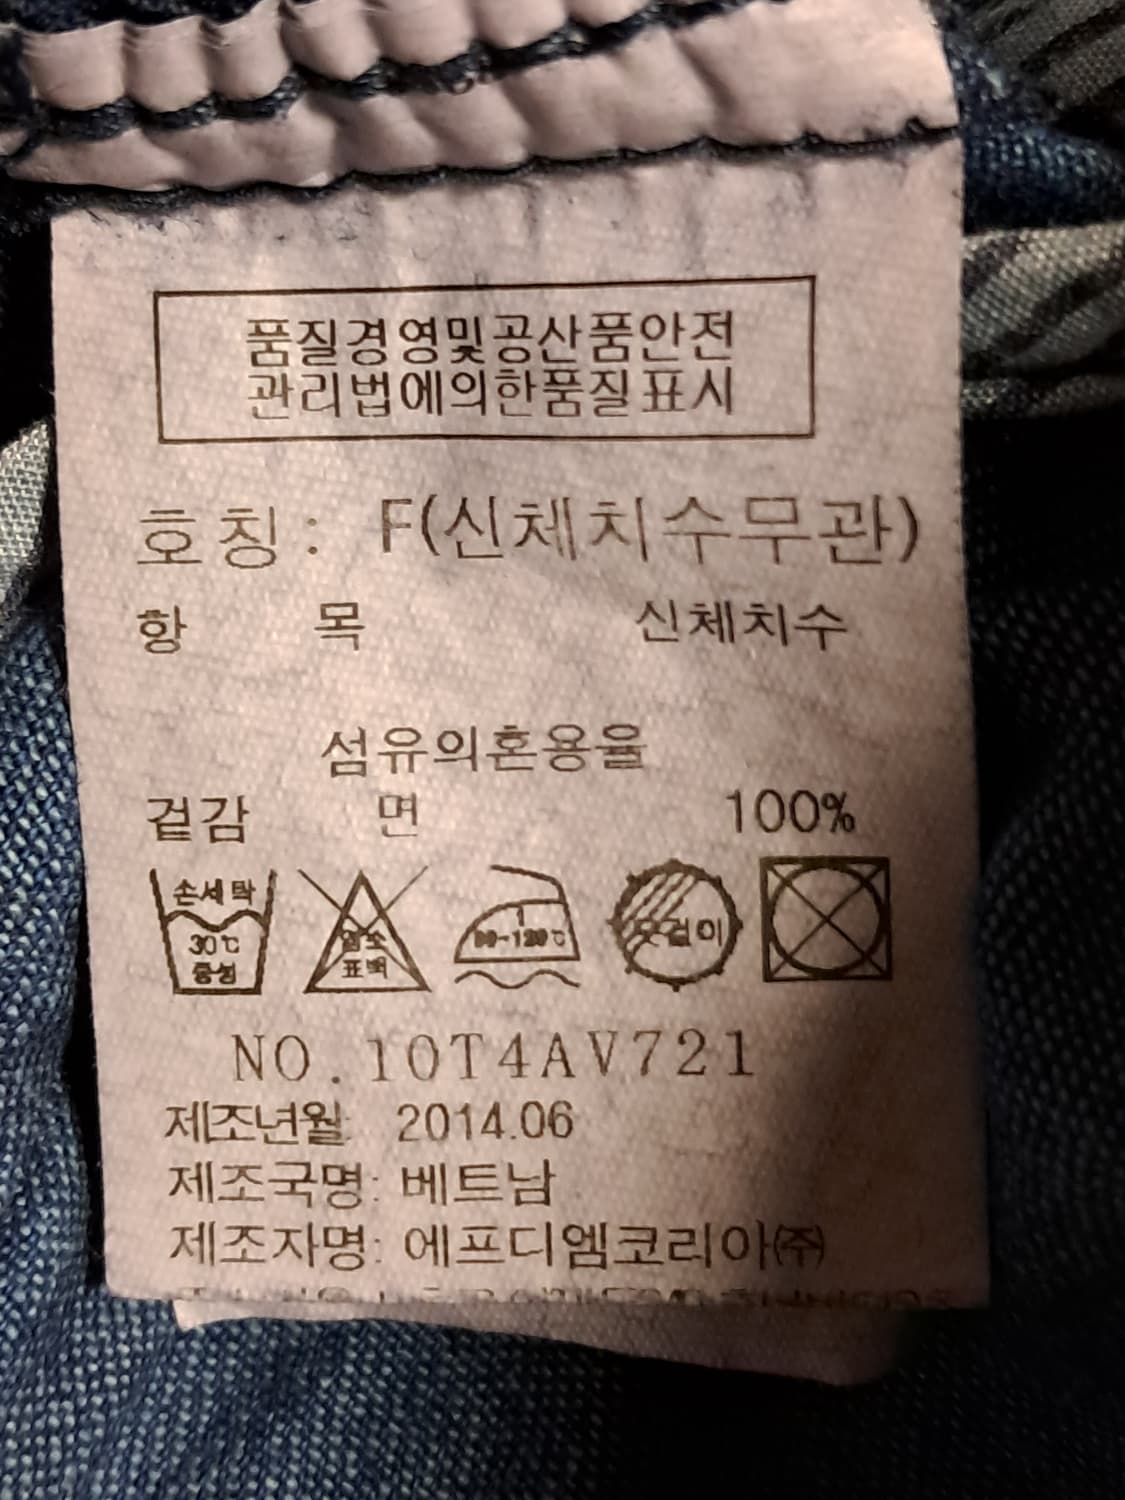 품질경영및공산품안전
관리법에의한품질표시
호칭: F(신체치수무관)
항 목 신체치수
섬유의혼용율
겉감 면 100%
손세탁
30℃
중성
염소
표백
80-120℃
옷걸이
NO.10T4AV721
제조년월: 2014.06
제조국명: 베트남
제조자명: 에프디엠코리아㈜